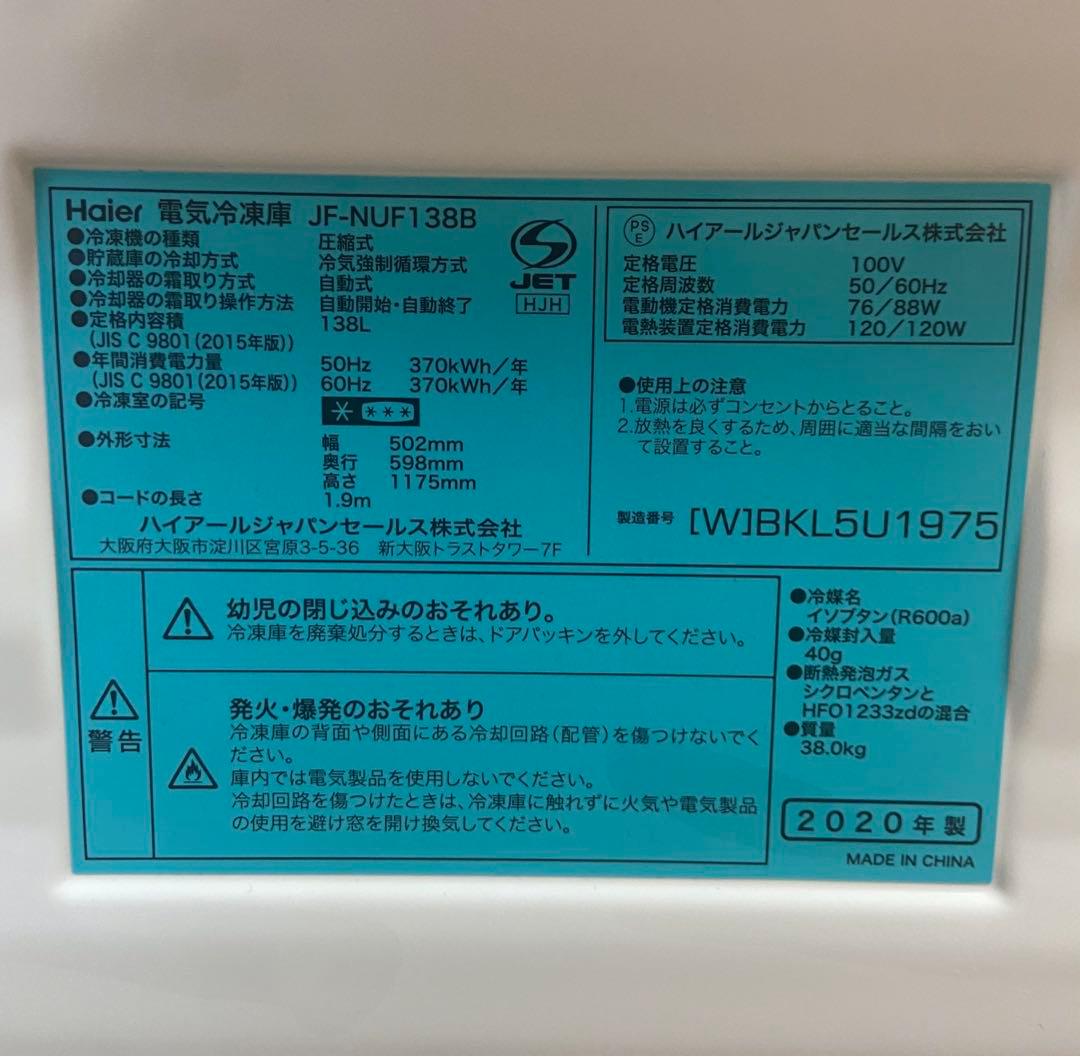 Haier 電気冷凍庫 JF-NUF138B
●冷凍機の種類 圧縮式
●貯蔵庫の冷却方式 冷気強制循環方式
●冷却器の霜取り方式 自動式
●冷却器の霜取り操作方法 自動開始・自動終了
●定格内容積 138L
(JIS C 9801(2015年版))
●年間消費電力量 50Hz 370kWh/年
(JIS C 9801(2015年版)) 60Hz 370kWh/年
●冷凍室の記号
●外形寸法 幅 502mm
奥行 598mm
高さ 1175mm
●コードの長さ 1.9m
ハイアールジャパンセールス株式会社
大阪府大阪市淀川区宮原3-5-36 新大阪トラストタワー7F
S
JET
HJH
PS
E
ハイアールジャパンセールス株式会社
定格電圧 100V
定格周波数 50/60Hz
電動機定格消費電力 76/88W
電熱装置定格消費電力 120/120W
●使用上の注意
1.電源は必ずコンセントからとること。
2.放熱を良くするため、周囲に適当な間隔をおい
て設置すること。
製造番号 [W]BKL5U1975
警告
幼児の閉じ込みのおそれあり。
冷凍庫を廃棄処分するときは、ドアパッキンを外してください。
発火・爆発のおそれあり
冷凍庫の背面や側面にある冷却回路(配管)を傷つけないでく
ださい。
庫内では電気製品を使用しないでください。
冷却回路を傷つけたときは、冷凍庫に触れずに火気や電気製品
の使用を避け窓を開け換気してください。
●冷媒名
イソブタン(R600a)
●冷媒封入量
40g
●断熱発泡ガス
シクロペンタンと
HFO1233zdの混合
●質量
38.0kg
2020年製
MADE IN CHINA